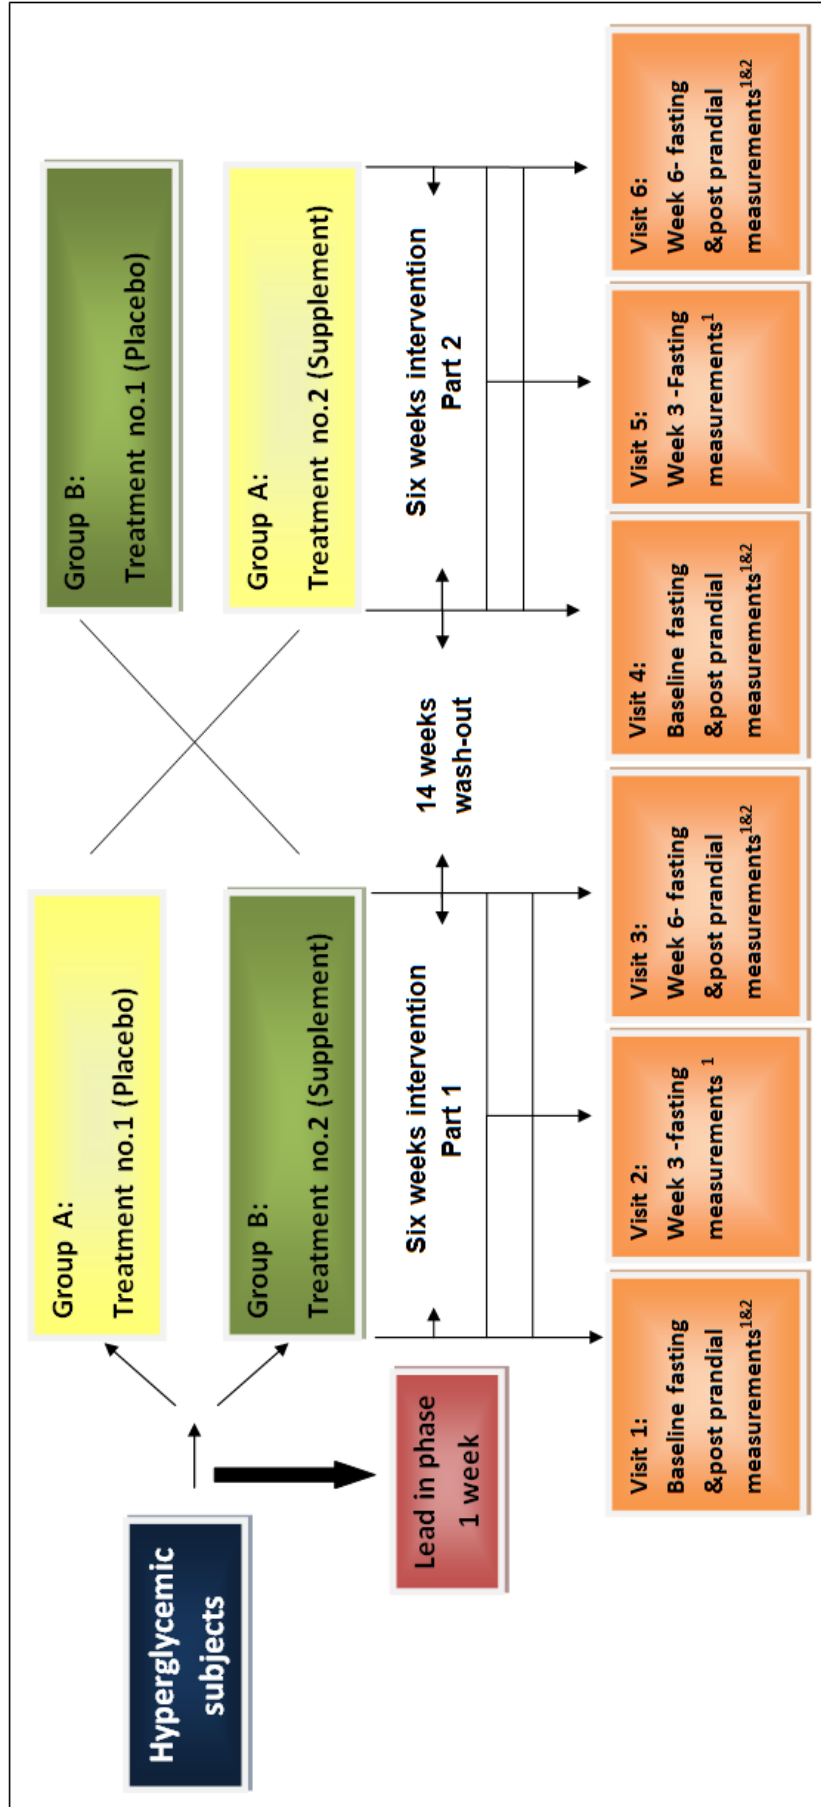 Hyperglycemic
subjects
Lead in phase
1 week
Group A:
Treatment no.1 (Placebo)
Group B:
Treatment no.2 (Supplement)
Group B:
Treatment no.1 (Placebo)
Group A:
Treatment no.2 (Supplement)
Six weeks intervention
Part 1
14 weeks
wash-out
Six weeks intervention
Part 2
Visit 1:
Baseline fasting
&post prandial
measurements1&2
Visit 2:
Week 3 -fasting
measurements 1
Visit 3:
Week 6- fasting
&post prandial
measurements1&2
Visit 4:
Baseline fasting
&post prandial
measurements1&2
Visit 5:
Week 3 -Fasting
measurements1
Visit 6:
Week 6- fasting
&post prandial
measurements1&2